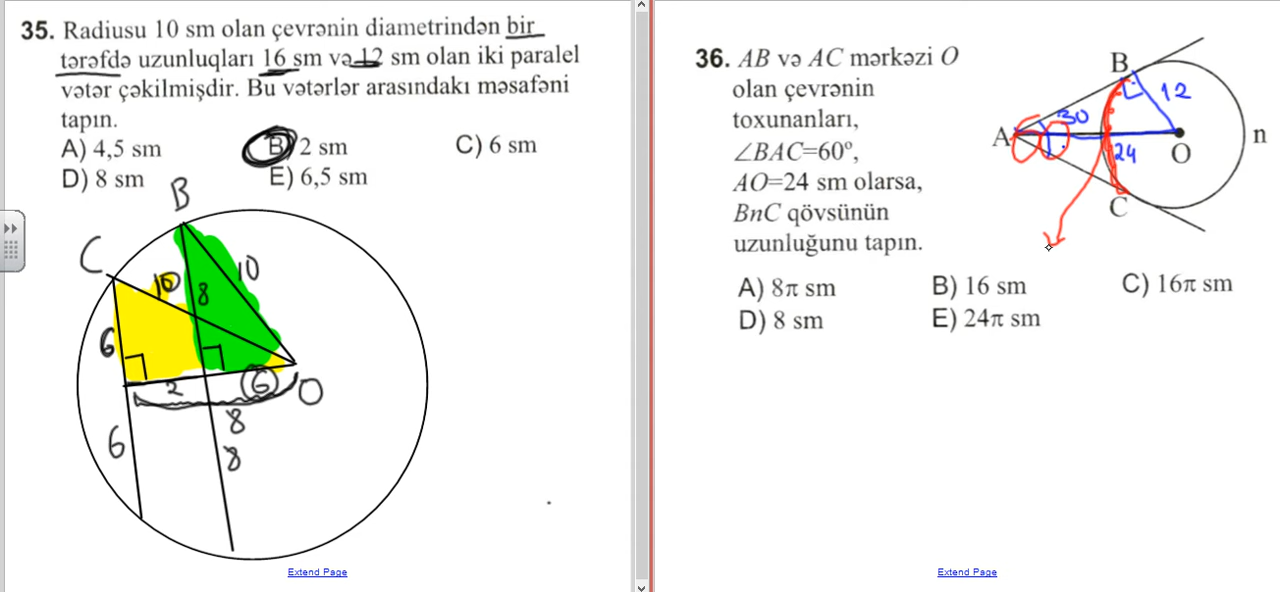 35. Radiusu 10 sm olan çevrənin diametrindən bir
tərəfdə uzunluqları 16 sm və 12 sm olan iki paralel
vətər çəkilmişdir. Bu vətərlər arasındakı məsafəni
tapın.
A) 4,5 sm B) 2 sm C) 6 sm
D) 8 sm E) 6,5 sm
B
C
10
10
8
6
2
6
O
8
6
8
Extend Page
36. AB və AC mərkəzi O
olan çevrənin
toxunanları,
∠BAC=60º,
AO=24 sm olarsa,
BnC qövsünün
uzunluğunu tapın.
B
12
30
A
n
24
O
C
A) 8π sm B) 16 sm C) 16π sm
D) 8 sm E) 24π sm
Extend Page